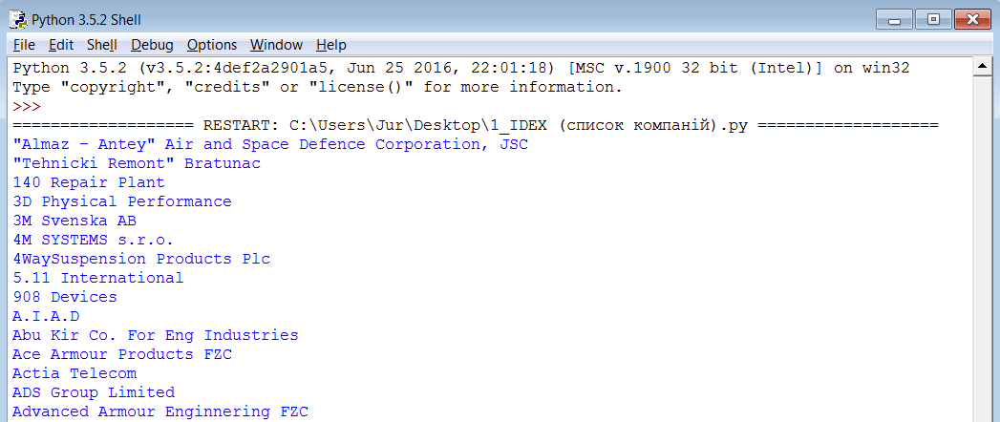 Python 3.5.2 Shell
File Edit Shell Debug Options Window Help
Python 3.5.2 (v3.5.2:4def2a2901a5, Jun 25 2016, 22:01:18) [MSC v.1900 32 bit (Intel)] on win32
Type "copyright", "credits" or "license()" for more information.
>>>
=================== RESTART: C:\Users\Jur\Desktop\1_IDEX (список компаній).py ===================
"Almaz – Antey" Air and Space Defence Corporation, JSC
"Tehnicki Remont" Bratunac
140 Repair Plant
3D Physical Performance
3M Svenska AB
4M SYSTEMS s.r.o.
4WaySuspension Products Plc
5.11 International
908 Devices
A.I.A.D
Abu Kir Co. For Eng Industries
Ace Armour Products FZC
Actia Telecom
ADS Group Limited
Advanced Armour Enginnering FZC